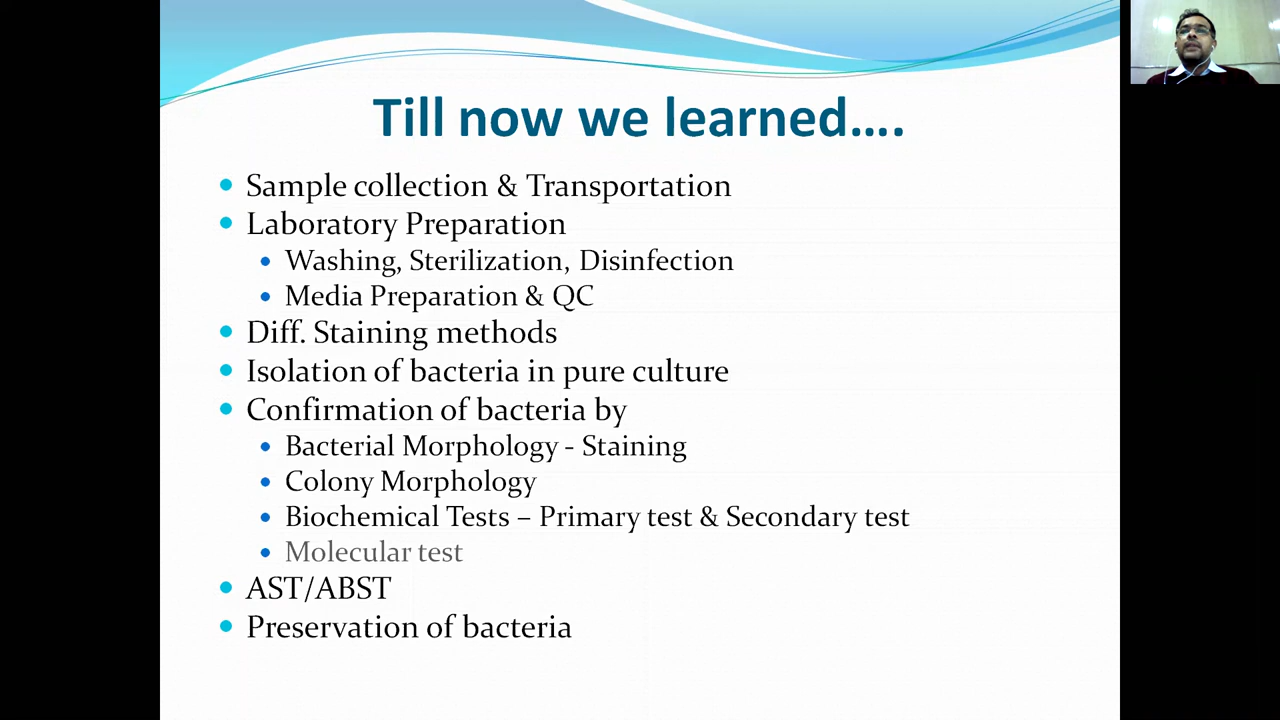 Till now we learned....
Sample collection & Transportation
Laboratory Preparation
Washing, Sterilization, Disinfection
Media Preparation & QC
Diff. Staining methods
Isolation of bacteria in pure culture
Confirmation of bacteria by
Bacterial Morphology - Staining
Colony Morphology
Biochemical Tests – Primary test & Secondary test
Molecular test
AST/ABST
Preservation of bacteria